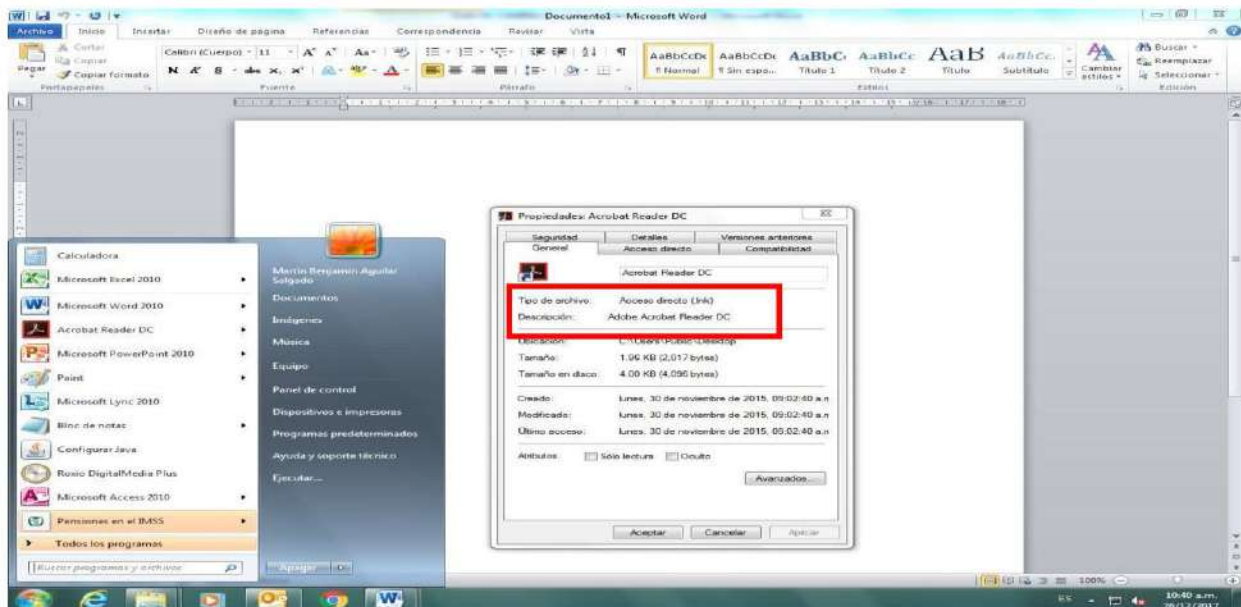 Documento1 - Microsoft Word
Archivo Inicio Insertar Diseño de página Referencias Correspondencia Revisar Vista
Pegar
Cortar
Copiar
Copiar formato
Portapapeles
Calibri (Cuerpo) 11
N K S abc x, x²
Fuente
Párrafo
AaBbCcDc AaBbCcDc AaBbC AaBbCc AaB AaBbCc.
¶ Normal ¶ Sin espa... Título 1 Título 2 Título Subtítulo
Cambiar estilos
Estilos
Buscar
Reemplazar
Seleccionar
Edición
Calculadora
Microsoft Excel 2010
Microsoft Word 2010
Acrobat Reader DC
Microsoft PowerPoint 2010
Paint
Microsoft Lync 2010
Bloc de notas
Configurar Java
Roxio DigitalMedia Plus
Microsoft Access 2010
Pensiones en el IMSS
Todos los programas
Buscar programas y archivos
Martin Benjamin Aguilar
Salgado
Documentos
Imágenes
Música
Equipo
Panel de control
Dispositivos e impresoras
Programas predeterminados
Ayuda y soporte técnico
Ejecutar...
Apagar
Propiedades: Acrobat Reader DC
Seguridad Detalles Versiones anteriores
General Acceso directo Compatibilidad
Acrobat Reader DC
Tipo de archivo: Acceso directo (.lnk)
Descripción: Adobe Acrobat Reader DC
Ubicación: C:\Users\Public\Desktop
Tamaño: 1.96 KB (2,017 bytes)
Tamaño en disco: 4.00 KB (4,096 bytes)
Creado: lunes, 30 de noviembre de 2015, 09:02:40 a.n
Modificado: lunes, 30 de noviembre de 2015, 09:02:40 a.n
Último acceso: lunes, 30 de noviembre de 2015, 09:02:40 a.n
Atributos: Sólo lectura Oculto
Avanzados...
Aceptar Cancelar Aplicar
100%
ES
10:40 a.m.
26/12/2017